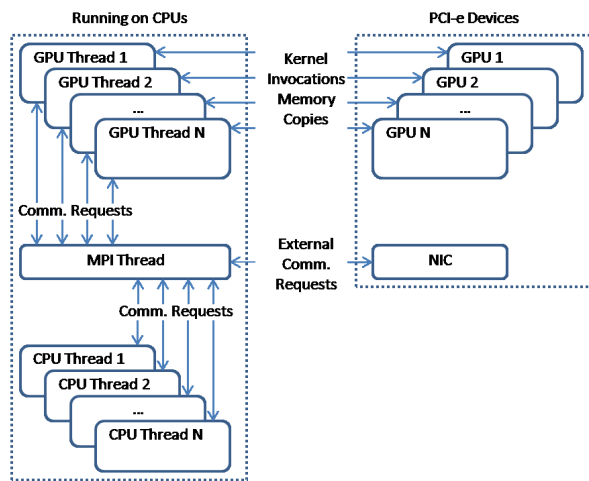 Running on CPUs
PCI-e Devices
GPU Thread 1
GPU Thread 2
...
GPU Thread N
Kernel
Invocations
Memory
Copies
GPU 1
GPU 2
...
GPU N
Comm. Requests
MPI Thread
External
Comm.
Requests
NIC
Comm. Requests
CPU Thread 1
CPU Thread 2
...
CPU Thread N